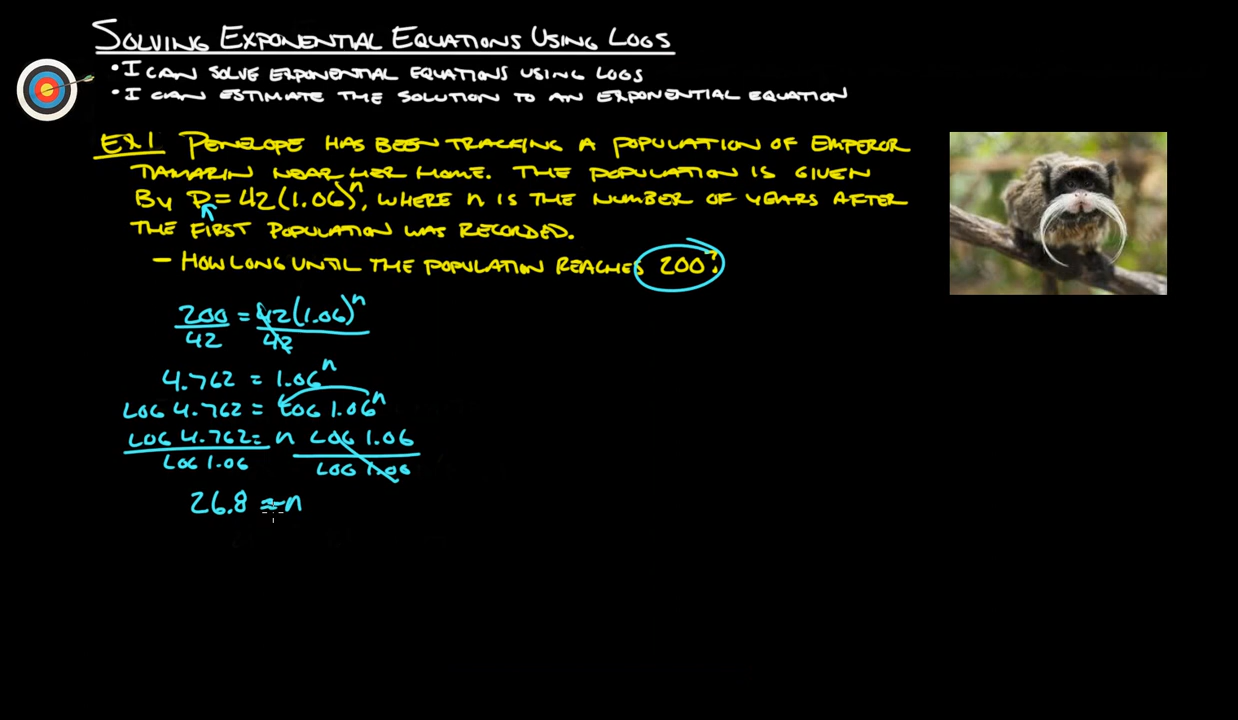 SOLVING EXPONENTIAL EQUATIONS USING LOGS
• I CAN SOLVE EXPONENTIAL EQUATIONS USING LOGS
• I CAN ESTIMATE THE SOLUTION TO AN EXPONENTIAL EQUATION
EX1 PENELOPE HAS BEEN TRACKING A POPULATION OF EMPEROR
TAMARIN NEAR HER HOME. THE POPULATION IS GIVEN
BY P = 42(1.06)^n, WHERE n IS THE NUMBER OF YEARS AFTER
THE FIRST POPULATION WAS RECORDED.
- HOW LONG UNTIL THE POPULATION REACHES 200?
200 = 42(1.06)^n
42 42
4.762 = 1.06^n
LOG 4.762 = LOG 1.06^n
LOG 4.762 = n LOG 1.06
LOG 1.06 LOG 1.06
26.8 ≈ n